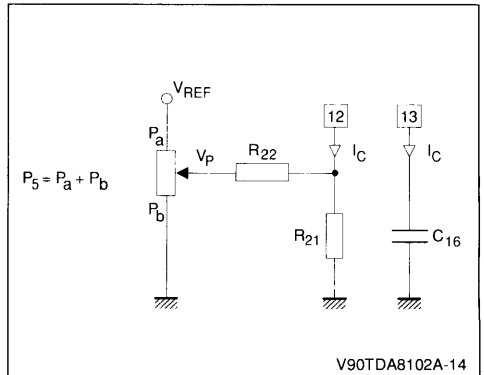 V_REF
P_a
V_P
R_22
P_5 = P_a + P_b
P_b
12
13
I_C
I_C
R_21
C_16
V90TDA8102A-14